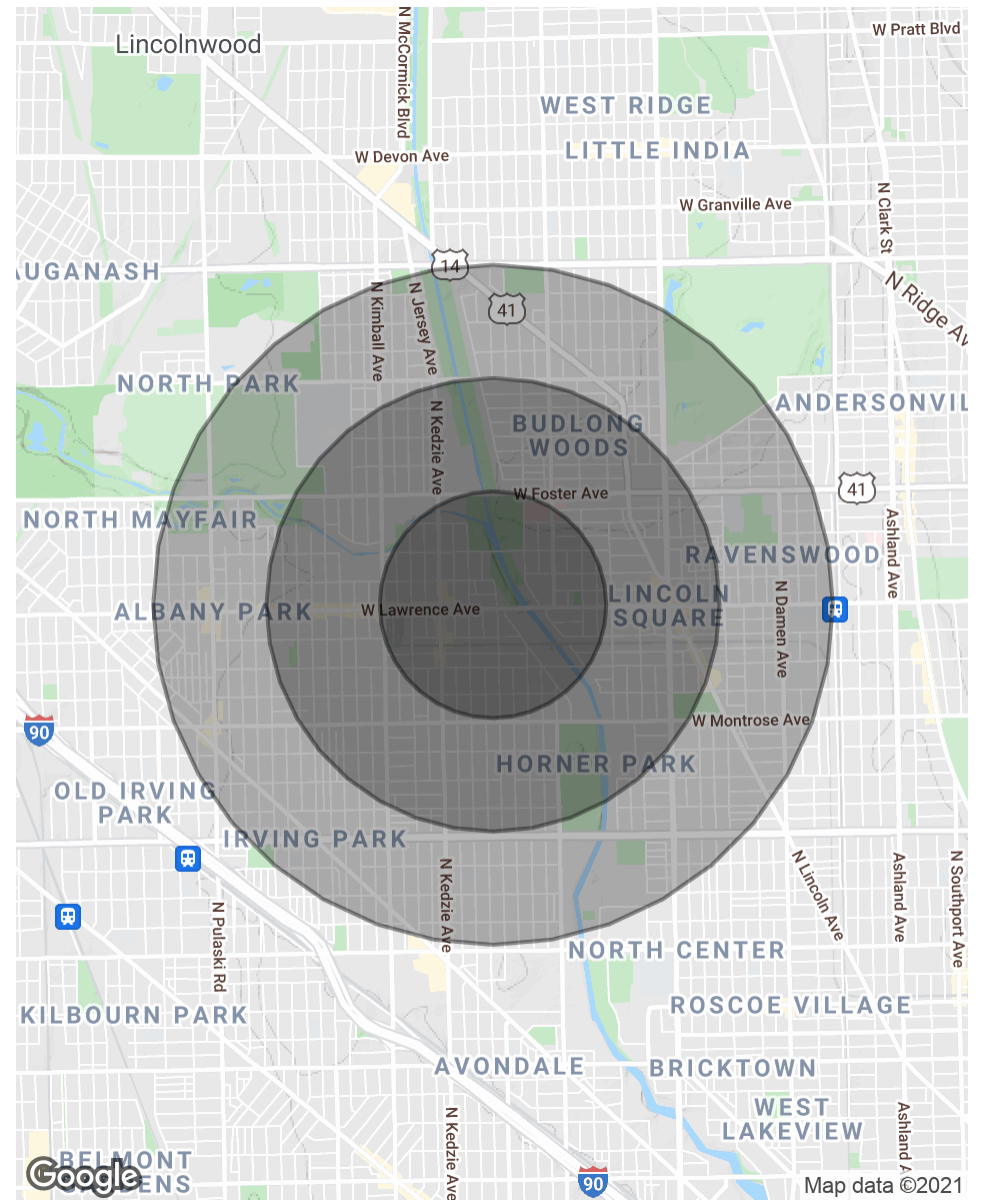 Lincolnwood
N McCormick Blvd
W Pratt Blvd
WEST RIDGE
LITTLE INDIA
W Devon Ave
W Granville Ave
N Clark St
AUGANASH
14
41
N Ridge Av
N Kimball Ave
N Jersey Ave
NORTH PARK
ANDERSONVIL
N Kedzie Ave
BUDLONG
WOODS
W Foster Ave
41
NORTH MAYFAIR
Ashland Ave
RAVENSWOOD
ALBANY PARK
W Lawrence Ave
LINCOLN
SQUARE
N Damen Ave
90
W Montrose Ave
HORNER PARK
OLD IRVING
PARK
IRVING PARK
N Kedzie Ave
N Lincoln Ave
Ashland Ave
N Southport Ave
N Pulaski Rd
NORTH CENTER
KILBOURN PARK
ROSCOE VILLAGE
AVONDALE
BRICKTOWN
N Kedzie Ave
WEST
LAKEVIEW
Ashland A
BELMONT
GARDENS
Google
90
Map data ©2021